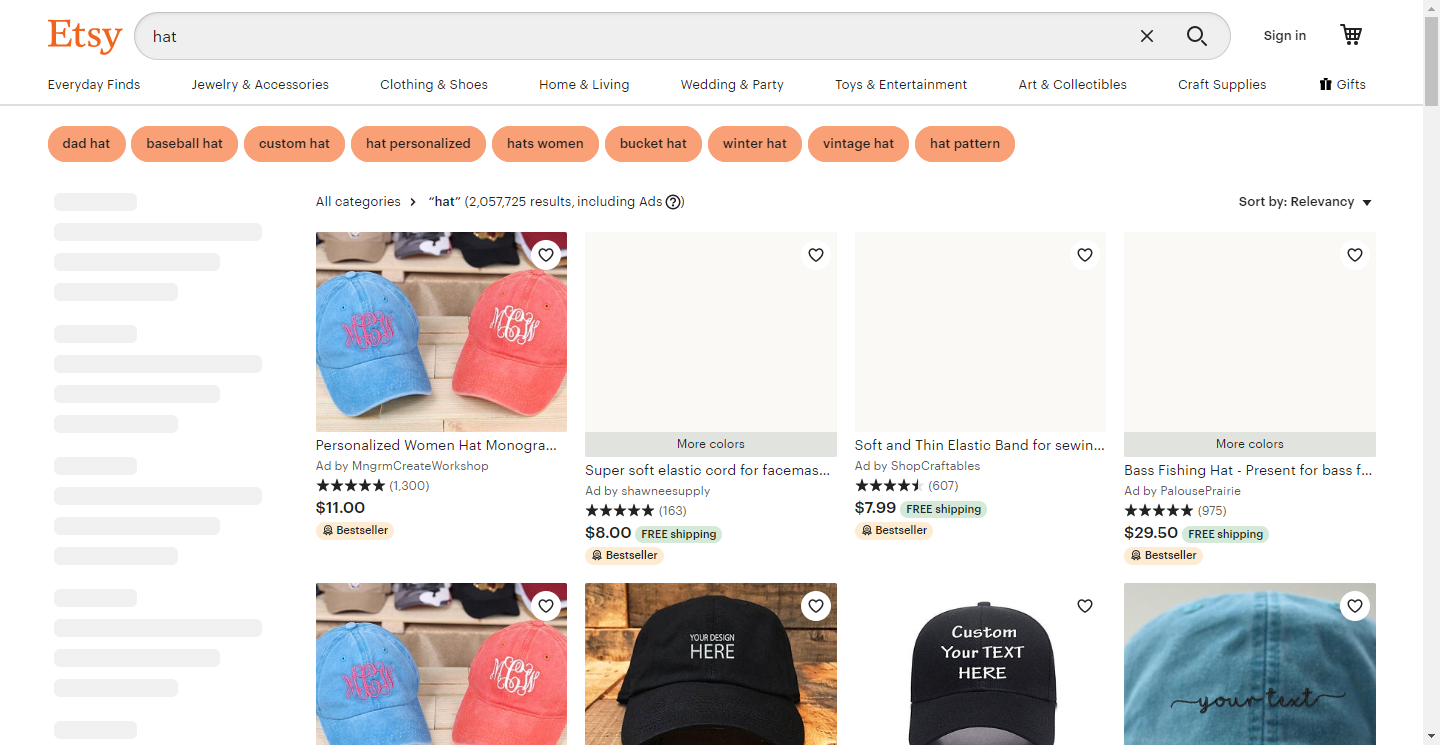 Etsy
hat
Sign in
Everyday Finds
Jewelry & Accessories
Clothing & Shoes
Home & Living
Wedding & Party
Toys & Entertainment
Art & Collectibles
Craft Supplies
Gifts
dad hat
baseball hat
custom hat
hat personalized
hats women
bucket hat
winter hat
vintage hat
hat pattern
All categories
“hat” (2,057,725 results, including Ads ?)
Sort by: Relevancy
Personalized Women Hat Monogra...
Ad by MngrmCreateWorkshop
(1,300)
$11.00
Bestseller
More colors
Super soft elastic cord for facemas...
Ad by shawneesupply
(163)
$8.00 FREE shipping
Bestseller
Soft and Thin Elastic Band for sewin...
Ad by ShopCraftables
(607)
$7.99 FREE shipping
Bestseller
More colors
Bass Fishing Hat - Present for bass f...
Ad by PalousePrairie
(975)
$29.50 FREE shipping
Bestseller
YOUR DESIGN
HERE
Custom
Your TEXT
HERE
your text